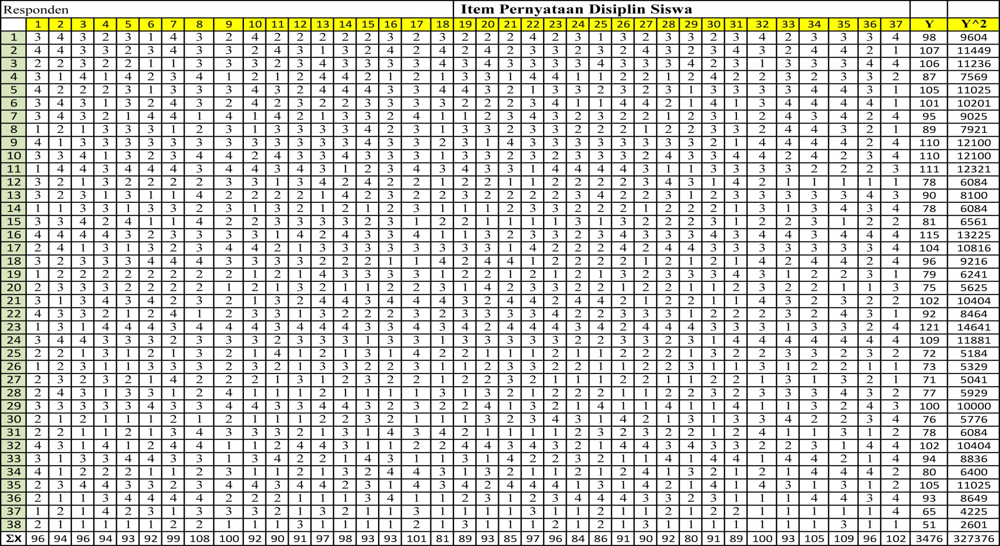 Responden Item Pernyataan Disiplin Siswa
1 2 3 4 5 6 7 8 9 10 11 12 13 14 15 16 17 18 19 20 21 22 23 24 25 26 27 28 29 30 31 32 33 34 35 36 37 Y Y^2
1 3 4 3 2 3 1 4 3 2 4 2 2 2 2 2 3 2 3 2 2 2 4 2 3 1 3 2 3 3 2 3 4 2 3 3 3 4 98 9604
2 4 4 3 3 2 3 4 3 3 2 4 3 1 3 2 4 2 4 2 4 2 3 3 2 3 2 4 3 2 3 4 3 2 4 4 2 1 107 11449
3 2 2 3 2 2 1 1 3 3 3 2 3 4 3 3 3 3 4 3 4 3 3 3 3 4 3 3 3 4 2 3 1 3 3 3 4 4 106 11236
4 3 1 4 1 4 2 3 4 1 2 1 2 4 4 2 1 2 1 3 3 1 4 4 1 1 2 2 1 2 4 2 2 3 2 3 3 2 87 7569
5 4 2 2 2 3 1 3 3 3 4 3 2 4 4 4 3 3 4 4 3 2 1 3 3 2 3 2 3 1 3 3 3 3 4 4 3 1 105 11025
6 3 4 3 1 3 2 4 3 2 4 2 3 2 2 3 3 3 3 2 2 2 3 4 1 1 4 4 2 1 4 1 3 4 4 4 4 1 101 10201
7 3 4 3 2 1 4 4 1 4 1 4 2 1 3 3 2 4 1 1 2 3 4 3 2 3 2 2 1 2 3 1 2 4 3 4 2 4 95 9025
8 1 2 1 3 3 3 1 2 3 1 3 3 3 3 4 2 3 1 3 3 2 3 3 2 2 2 1 2 2 3 3 2 4 4 3 2 1 89 7921
9 4 1 3 3 3 3 3 3 3 3 3 3 3 3 4 3 3 2 3 1 4 3 3 3 3 3 3 3 3 2 1 4 4 4 4 2 4 110 12100
10 3 3 4 1 3 2 3 4 4 2 4 3 3 4 3 3 3 1 3 3 2 3 2 3 3 3 2 4 3 3 4 4 2 4 2 3 4 110 12100
11 1 4 4 3 4 4 4 3 4 4 3 4 3 1 2 3 4 3 4 3 3 1 4 4 4 4 3 1 1 3 3 3 3 2 2 2 3 111 12321
12 3 2 1 3 2 2 2 2 3 3 1 3 4 2 4 2 2 1 2 2 1 1 2 2 2 2 3 4 3 1 4 2 1 1 1 1 1 78 6084
13 3 2 3 1 3 1 1 4 2 2 2 2 1 4 2 3 2 2 3 2 2 2 2 3 4 2 2 3 1 2 3 3 3 3 3 4 3 90 8100
14 1 1 3 3 1 3 3 2 3 1 3 2 1 2 1 2 3 1 1 1 2 3 3 2 2 2 1 2 2 2 1 3 1 3 4 3 4 78 6084
15 3 3 4 2 4 1 1 4 2 2 3 3 3 3 2 3 1 2 2 1 1 1 1 3 1 3 2 2 2 3 1 2 2 3 1 2 2 81 6561
16 4 4 4 4 3 2 3 3 3 3 1 4 2 4 3 3 4 1 1 3 2 3 3 2 3 4 3 3 3 4 3 4 4 3 4 4 4 115 13225
17 2 4 1 3 1 3 2 3 4 4 2 1 3 3 3 3 3 3 3 3 1 4 2 2 2 4 2 4 4 3 3 3 3 3 3 3 4 104 10816
18 3 2 3 3 3 4 4 4 3 3 3 3 2 2 2 1 1 4 2 4 4 1 2 2 2 2 1 2 1 2 1 4 2 4 4 2 4 96 9216
19 1 2 2 2 2 2 2 2 2 1 2 1 4 3 3 3 3 1 2 2 1 2 1 2 1 3 2 3 3 3 4 3 1 2 2 3 1 79 6241
20 2 3 3 3 2 2 2 2 1 2 1 3 2 1 1 2 2 3 1 4 2 3 3 2 2 1 2 2 1 1 2 3 2 2 1 1 3 75 5625
21 3 1 3 4 3 4 2 3 2 1 3 2 4 4 3 4 4 4 3 2 4 4 2 4 4 2 1 2 2 1 1 4 3 2 3 2 2 102 10404
22 4 3 3 2 1 2 4 1 2 3 3 1 3 2 2 2 3 2 3 3 3 3 4 2 2 3 3 3 1 2 2 2 3 2 4 3 1 92 8464
23 1 3 1 4 4 4 3 4 4 4 3 4 4 4 3 3 4 3 4 2 4 4 4 3 4 2 4 4 4 3 3 3 1 3 3 2 4 121 14641
24 3 4 4 3 3 3 2 3 3 3 2 3 3 3 1 3 3 1 3 3 3 3 3 2 2 3 3 2 3 1 4 4 4 4 4 4 4 109 11881
25 2 2 1 3 1 2 1 3 2 1 4 1 2 1 3 1 4 2 2 1 1 1 2 1 1 2 2 2 1 3 2 2 3 3 2 3 2 72 5184
26 1 2 3 1 1 3 3 3 2 3 2 1 3 3 2 2 3 1 1 2 3 3 2 2 1 1 2 2 3 1 1 3 1 2 2 1 1 73 5329
27 2 3 2 3 2 1 4 2 2 2 1 3 1 2 3 2 2 1 2 2 3 2 1 1 1 2 2 1 1 2 2 1 3 1 3 2 1 71 5041
28 2 4 3 1 3 3 1 2 4 1 1 1 2 1 1 1 1 3 1 3 2 1 2 2 2 1 1 2 2 3 2 3 3 3 4 3 2 77 5929
29 3 3 3 3 3 4 3 3 4 4 3 3 4 4 3 2 3 2 2 4 1 3 2 1 4 1 1 4 1 1 4 1 1 3 2 4 3 100 10000
30 2 1 2 1 1 1 2 1 2 1 1 1 2 2 3 2 1 1 1 3 2 3 4 3 1 4 2 1 3 1 3 3 4 2 2 3 4 76 5776
31 2 2 1 1 2 1 3 4 3 3 3 2 1 3 1 4 3 4 2 1 1 1 1 2 3 2 3 2 2 1 2 4 1 1 3 1 2 78 6084
32 4 3 1 4 1 2 4 4 1 1 2 4 4 3 1 1 2 2 4 4 3 4 3 2 1 4 4 3 4 3 3 2 2 3 1 4 4 102 10404
33 3 1 3 3 4 4 3 3 1 3 4 2 2 1 4 3 1 1 3 1 4 2 2 3 2 1 1 4 1 4 4 1 4 4 2 1 4 94 8836
34 4 1 2 2 2 1 1 2 3 1 1 2 1 3 2 4 4 3 1 3 2 1 1 2 1 2 4 1 3 2 1 2 1 4 4 4 2 80 6400
35 2 3 4 4 3 3 2 3 4 4 3 4 4 2 3 1 4 3 4 2 4 4 4 1 3 1 4 2 1 4 1 4 3 1 3 1 2 105 11025
36 2 1 1 3 4 4 4 4 2 2 2 1 1 1 3 4 1 1 2 3 1 2 3 4 4 4 3 3 2 3 1 1 1 4 4 3 4 93 8649
37 1 2 1 4 2 3 1 3 3 3 2 1 3 2 1 1 3 1 1 1 1 3 1 1 2 1 1 2 1 2 2 1 1 1 1 1 4 65 4225
38 2 1 1 1 1 1 2 2 1 1 1 3 1 1 1 1 2 1 3 1 1 1 2 1 2 1 3 1 1 1 1 1 1 1 3 1 1 51 2601
ΣX 96 94 96 94 93 92 99 108 100 92 90 91 97 98 93 93 101 81 89 93 85 97 96 84 86 91 90 92 80 91 89 100 93 105 109 96 102 3476 327376